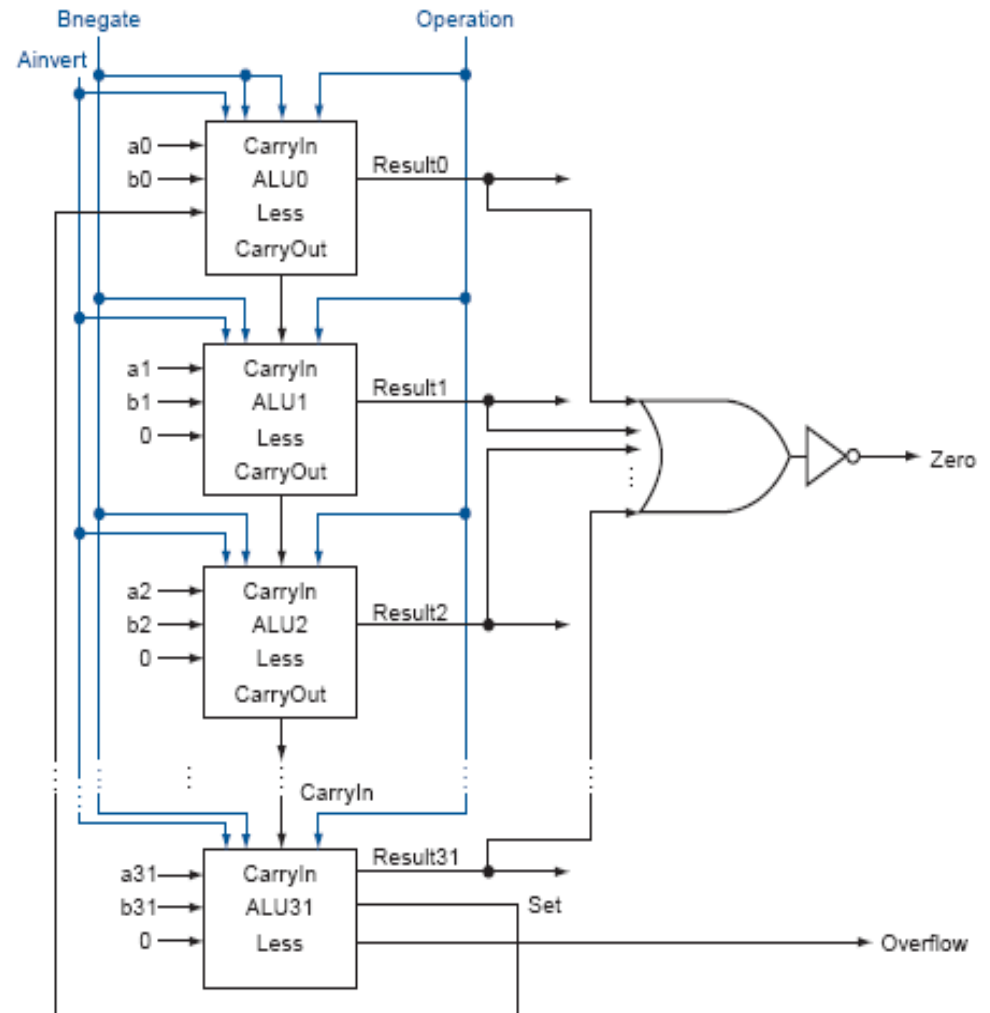 Bnegate
Operation
Ainvert
a0
CarryIn
Result0
b0
ALU0
Less
CarryOut
a1
CarryIn
Result1
b1
ALU1
0
Less
CarryOut
Zero
a2
CarryIn
Result2
b2
ALU2
0
Less
CarryOut
CarryIn
Result31
a31
CarryIn
b31
ALU31
Set
0
Less
Overflow